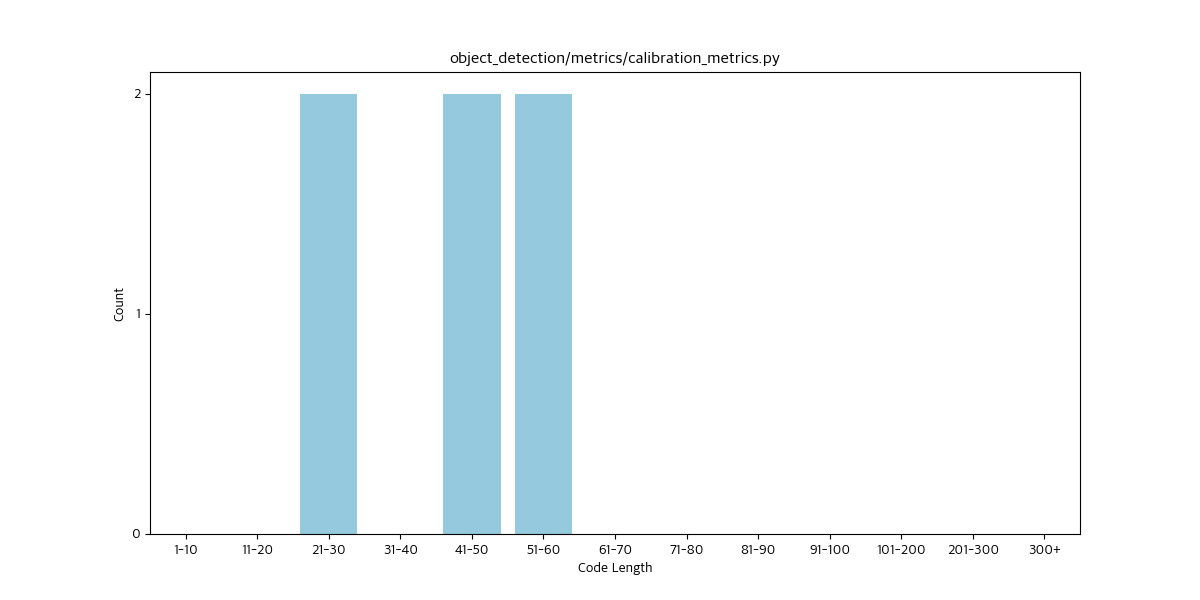 object_detection/metrics/calibration_metrics.py
2
1
0
Count
1-10 11-20 21-30 31-40 41-50 51-60 61-70 71-80 81-90 91-100 101-200 201-300 300+
Code Length